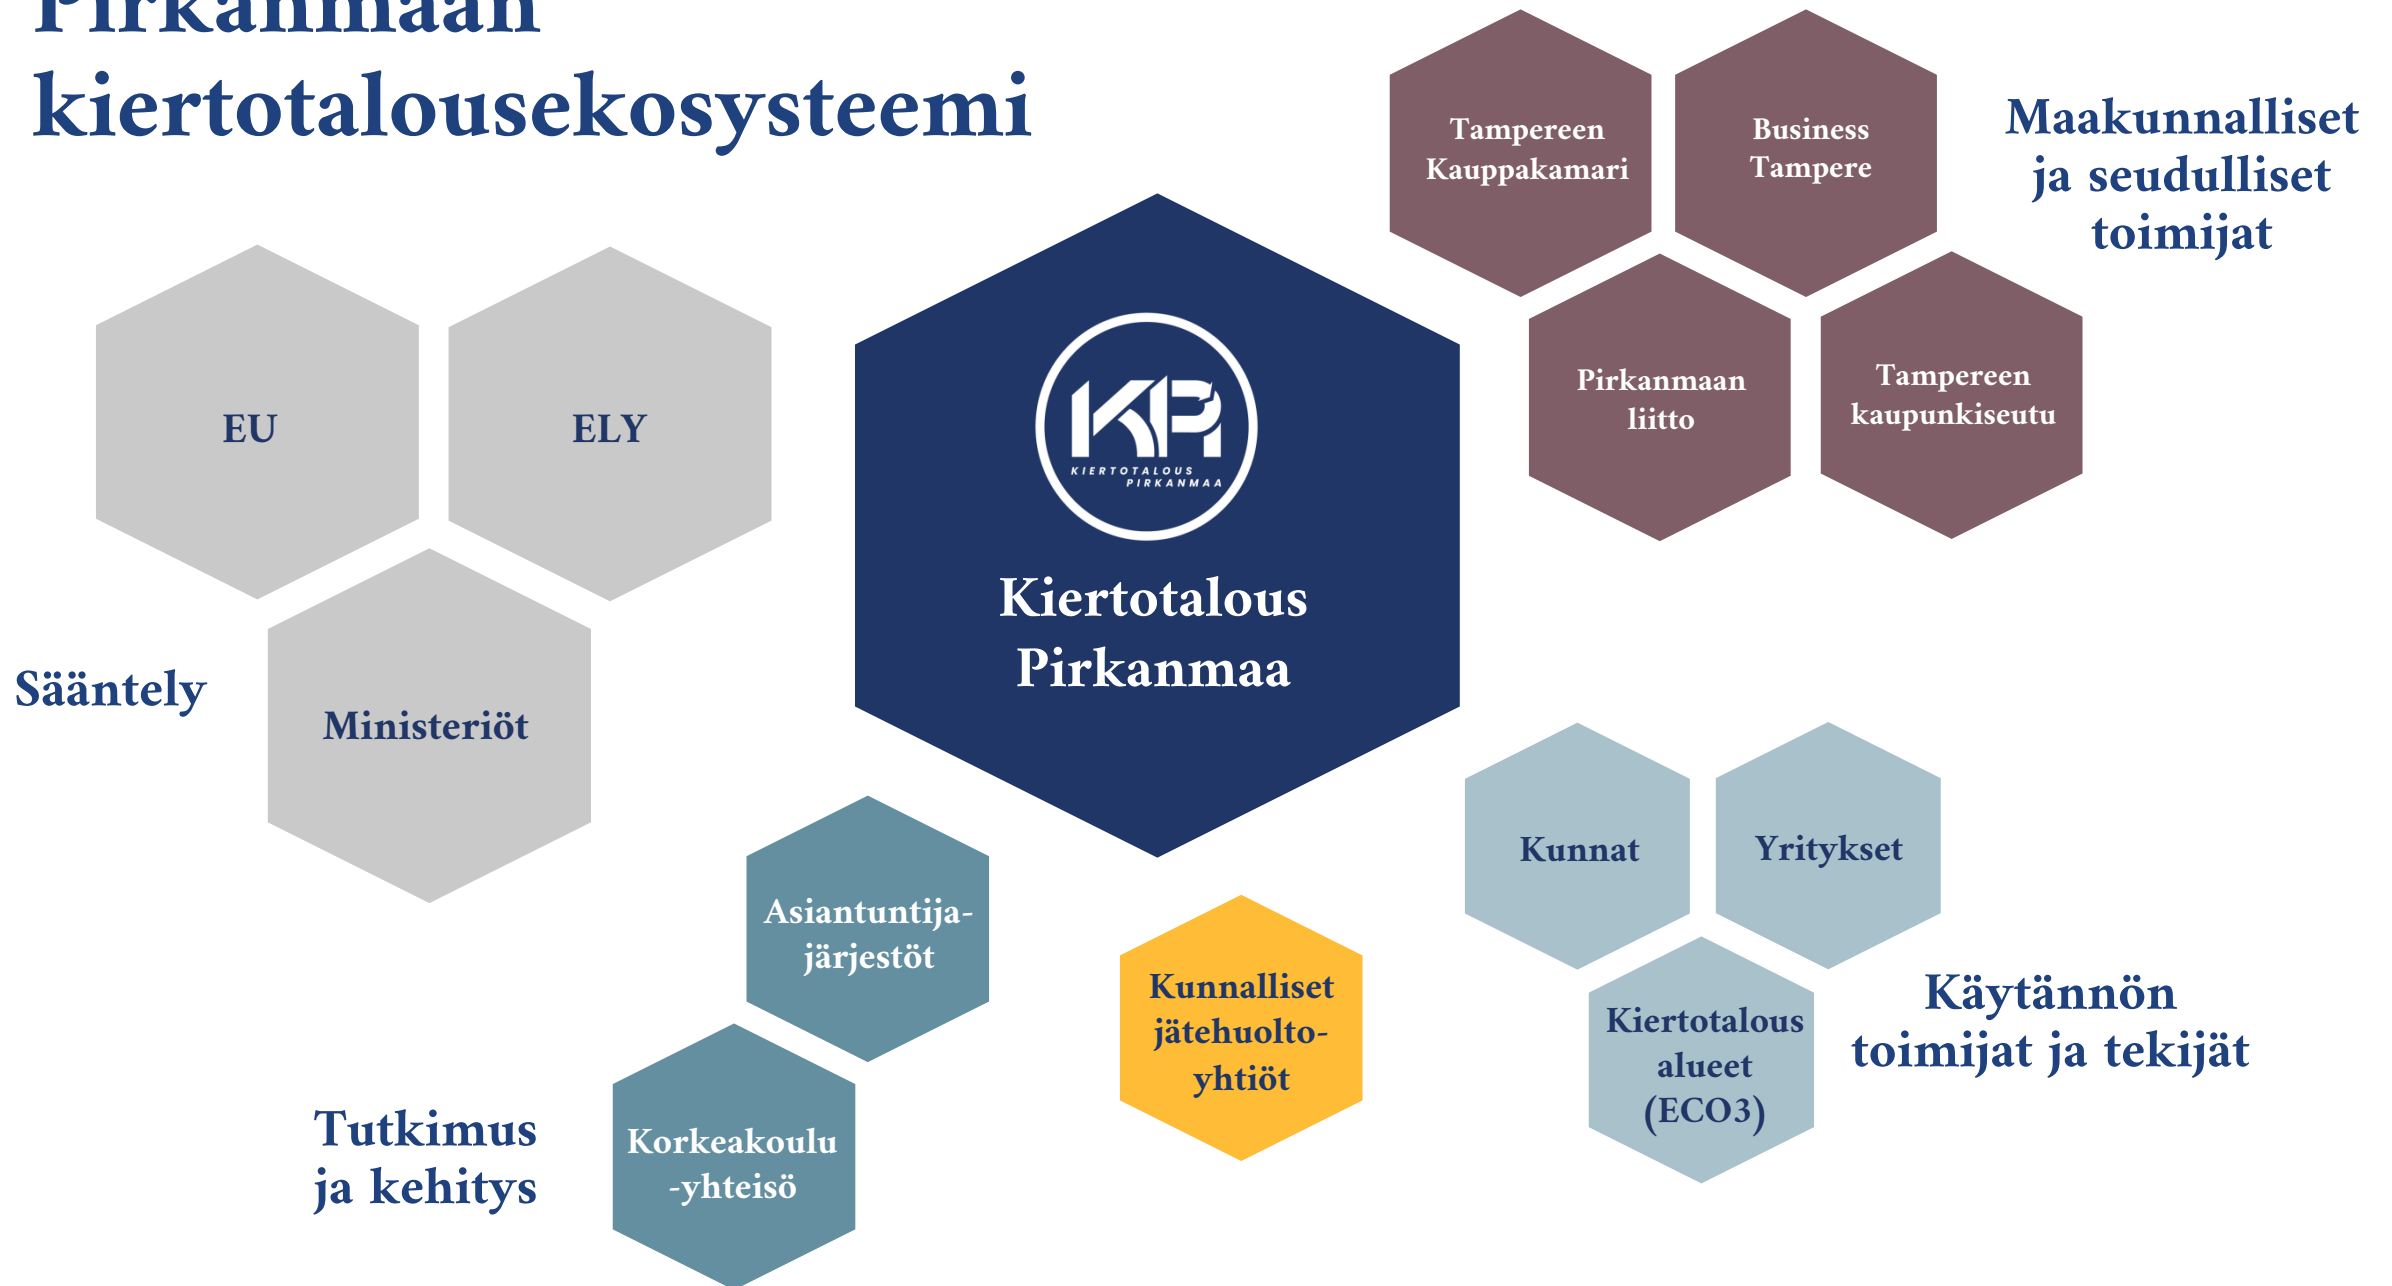 Pirkanmaan
kiertotalousekosysteemi
Tampereen
Kauppakamari
Business
Tampere
Maakunnalliset
ja seudulliset
toimijat
Pirkanmaan
liitto
Tampereen
kaupunkiseutu
EU
ELY
Ministeriöt
Sääntely
KPI
KIERTOTALOUS
PIRKANMAA
Kiertotalous
Pirkanmaa
Asiantuntija-
järjestöt
Korkeakoulu
-yhteisö
Tutkimus
ja kehitys
Kunnalliset
jätehuolto-
yhtiöt
Kunnat
Yritykset
Kiertotalous
alueet
(ECO3)
Käytännön
toimijat ja tekijät